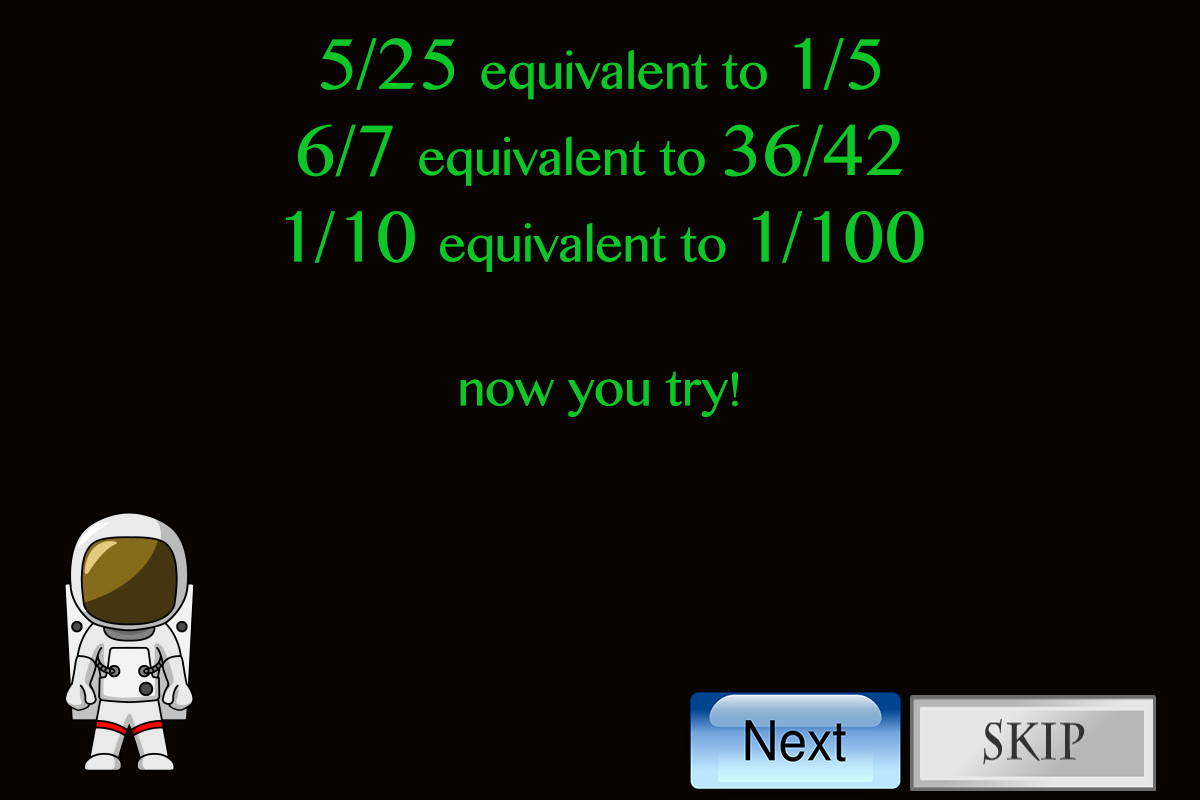 5/25 equivalent to 1/5
6/7 equivalent to 36/42
1/10 equivalent to 1/100
now you try!
Next
SKIP